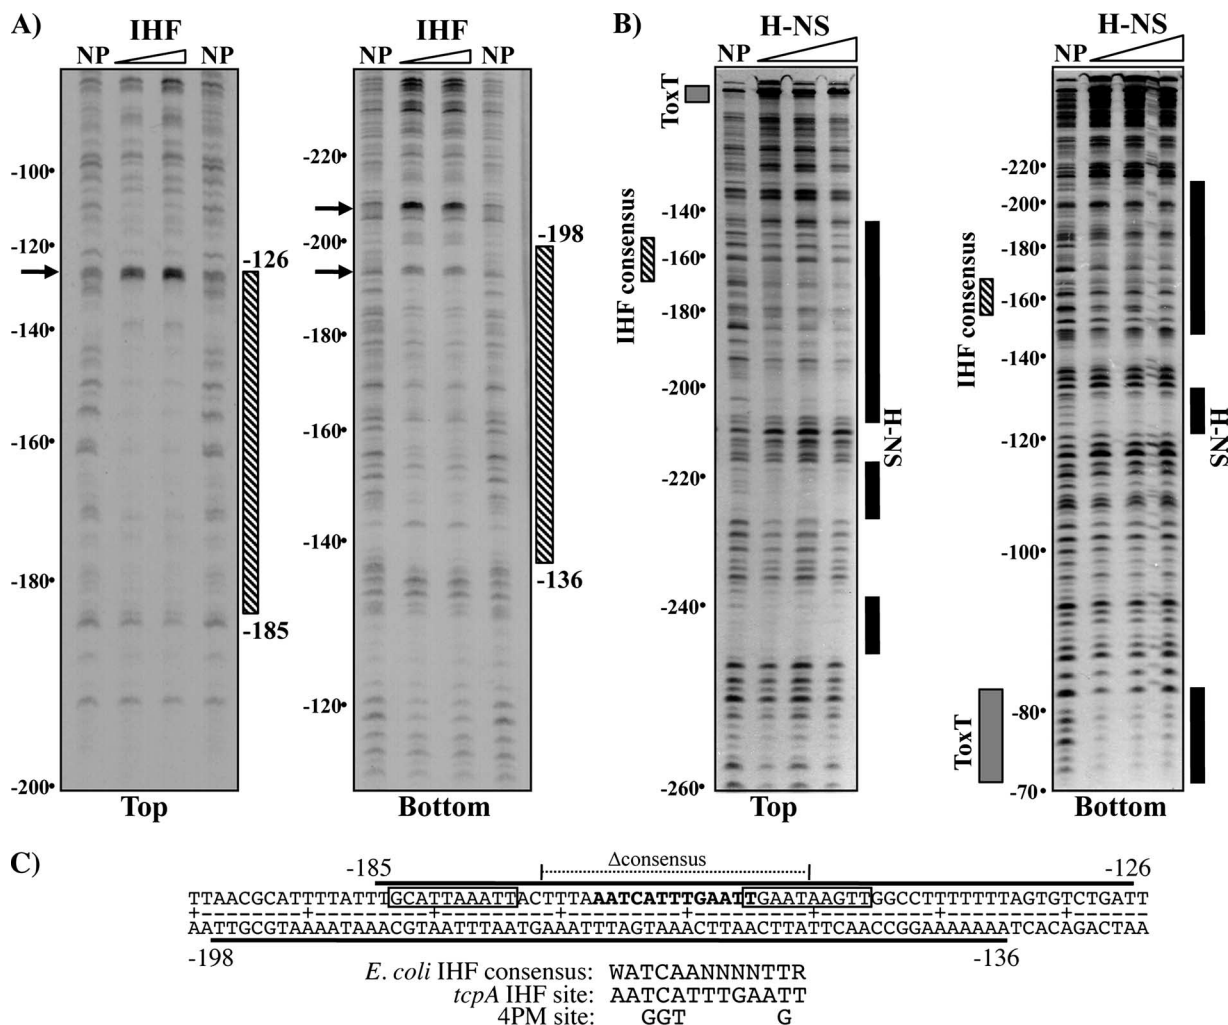 A)
IHF
NP NP
-100
-120
-140
-160
-180
-200
-126
-185
Top
IHF
NP NP
-220
-200
-180
-160
-140
-120
-198
-136
Bottom
B)
H-NS
NP
ToxT
IHF consensus
-140
-160
-180
-200
-220
-240
-260
H-NS
Top
H-NS
NP
IHF consensus
ToxT
-220
-200
-180
-160
-140
-120
-100
-80
-70
H-NS
Bottom
C)
Δconsensus
-185 -126
TTAACGCATTTTATTTGCATTAAATTACTTTAAATCATTTGAATTTGAATAAGTTGGCCTTTTTTTAGTGTCTGATT
AATTGCGTAAAATAAACGTAATTTAATGAAATTTAGTAAACTTAACTTATTCAACCGGAAAAAAATCACAGACTAA
-198 -136
E. coli IHF consensus: WATCAANNNNTTR
tcpA IHF site: AATCATTTGAATT
4PM site: GGT G